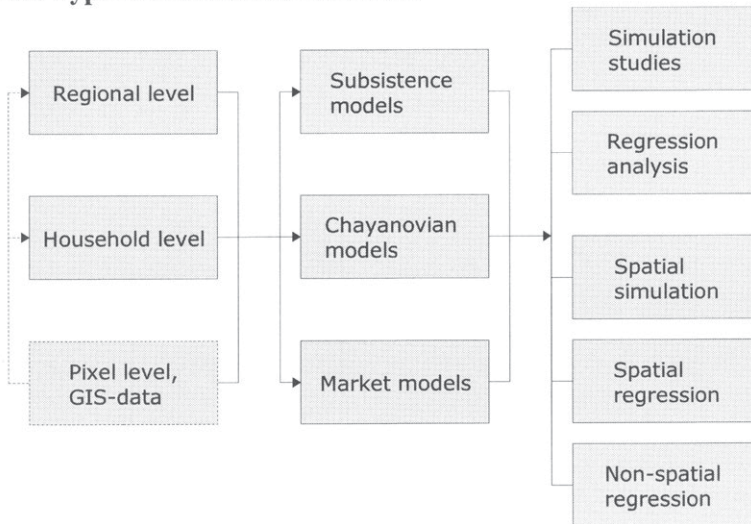 Regional level
Household level
Pixel level,
GIS-data
Subsistence
models
Chayanovian
models
Market models
Simulation
studies
Regression
analysis
Spatial
simulation
Spatial
regression
Non-spatial
regression